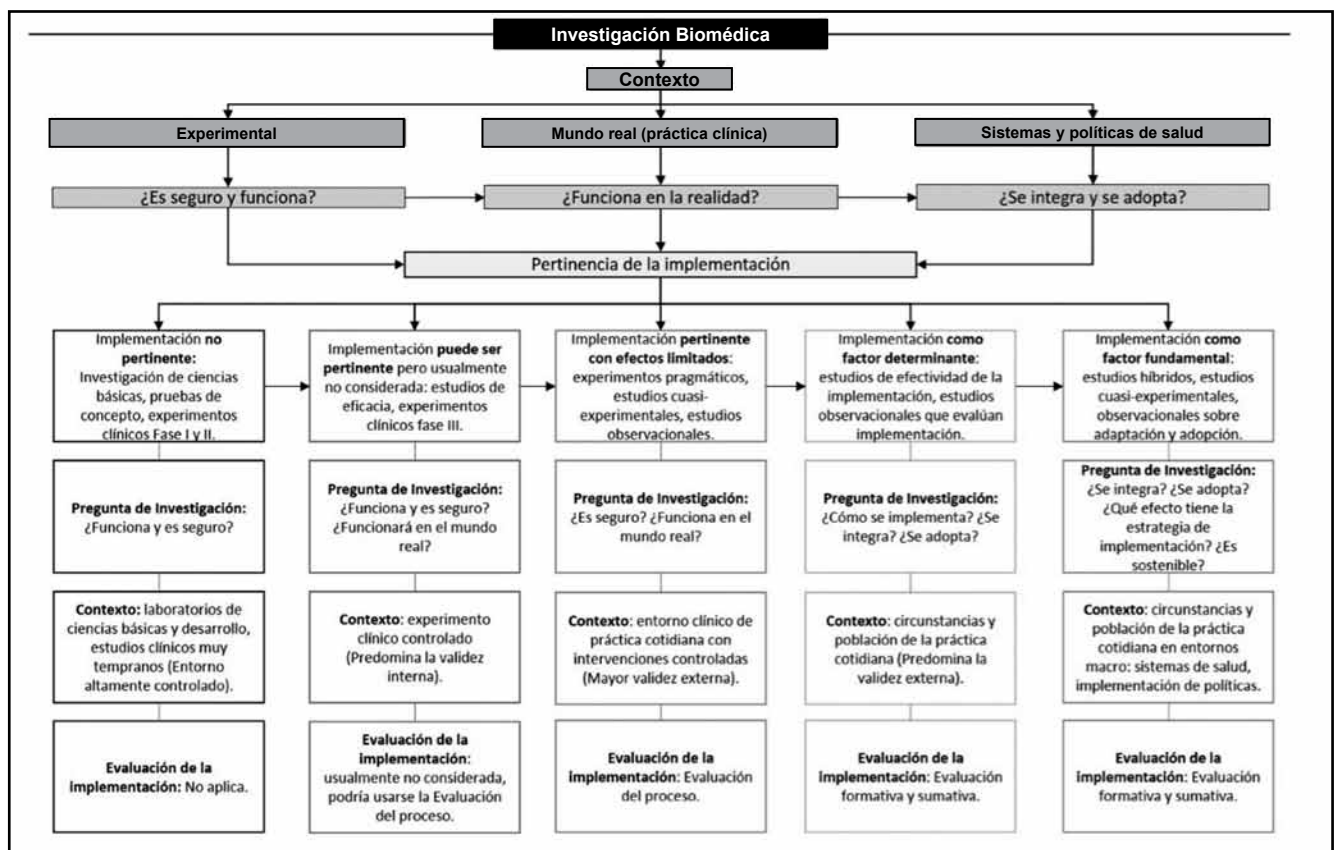 Investigación Biomédica
Contexto
Experimental
Mundo real (práctica clínica)
Sistemas y políticas de salud
¿Es seguro y funciona?
¿Funciona en la realidad?
¿Se integra y se adopta?
Pertinencia de la implementación
Implementación no
pertinente:
Investigación de ciencias
básicas, pruebas de
concepto, experimentos
clínicos Fase I y II.
Implementación puede ser
pertinente pero usualmente
no considerada: estudios de
eficacia, experimentos
clínicos fase III.
Implementación pertinente
con efectos limitados:
experimentos pragmáticos,
estudios cuasi-
experimentales, estudios
observacionales.
Implementación como
factor determinante:
estudios de efectividad de la
implementación, estudios
observacionales que evalúan
implementación.
Implementación como
factor fundamental:
estudios híbridos, estudios
cuasi-experimentales,
observacionales sobre
adaptación y adopción.
Pregunta de Investigación:
¿Funciona y es seguro?
Pregunta de Investigación:
¿Funciona y es seguro?
¿Funcionará en el mundo
real?
Pregunta de Investigación:
¿Es seguro? ¿Funciona en el
mundo real?
Pregunta de Investigación:
¿Cómo se implementa? ¿Se
integra? ¿Se adopta?
Pregunta de Investigación:
¿Se integra? ¿Se adopta?
¿Qué efecto tiene la
estrategia de
implementación? ¿Es
sostenible?
Contexto: laboratorios de
ciencias básicas y desarrollo,
estudios clínicos muy
tempranos (Entorno
altamente controlado).
Contexto: experimento
clínico controlado
(Predomina la validez
interna).
Contexto: entorno clínico de
práctica cotidiana con
intervenciones controladas
(Mayor validez externa).
Contexto: circunstancias y
población de la práctica
cotidiana (Predomina la
validez externa).
Contexto: circunstancias y
población de la práctica
cotidiana en entornos
macro: sistemas de salud,
implementación de políticas.
Evaluación de la
implementación: No aplica.
Evaluación de la
implementación:
usualmente no considerada,
podría usarse la Evaluación
del proceso.
Evaluación de la
implementación: Evaluación
del proceso.
Evaluación de la
implementación: Evaluación
formativa y sumativa.
Evaluación de la
implementación: Evaluación
formativa y sumativa.